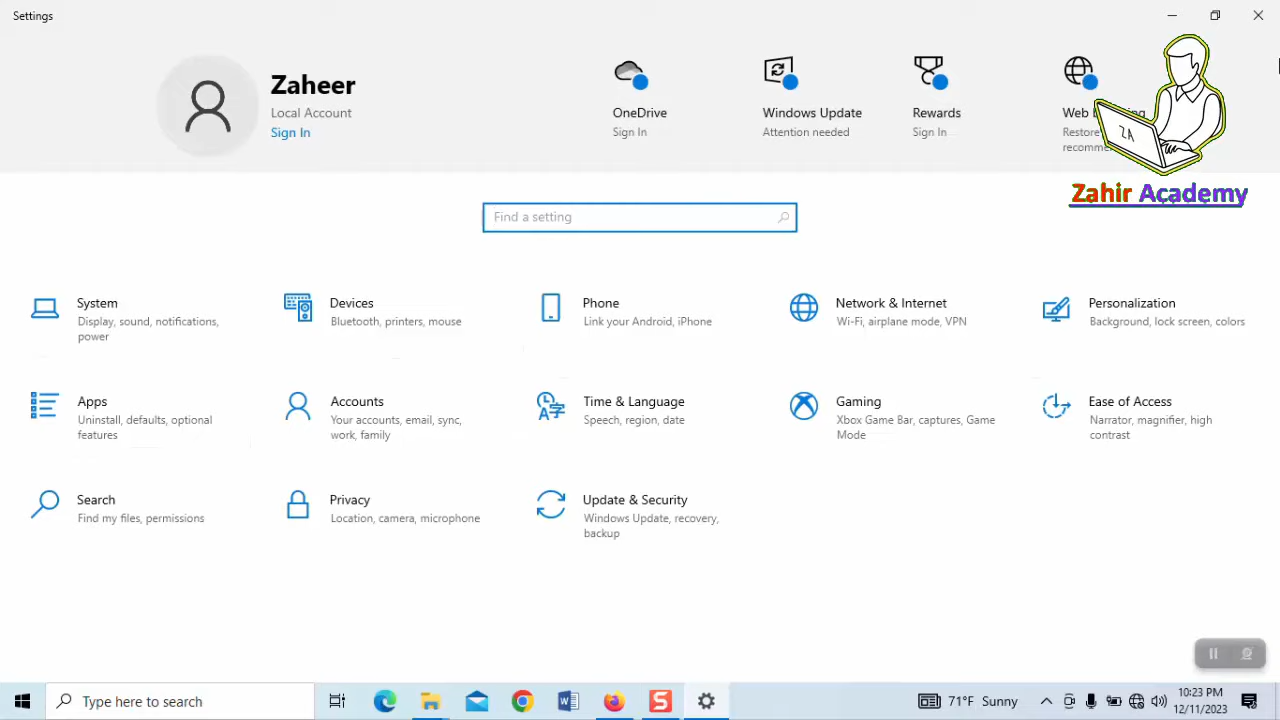 Settings
Zaheer
Local Account
Sign In
OneDrive
Sign In
Windows Update
Attention needed
Rewards
Sign In
Web
Restore
recomm
ZA
Zahir Academy
Find a setting
System
Display, sound, notifications,
power
Devices
Bluetooth, printers, mouse
Phone
Link your Android, iPhone
Network & Internet
Wi-Fi, airplane mode, VPN
Personalization
Background, lock screen, colors
Apps
Uninstall, defaults, optional
features
Accounts
Your accounts, email, sync,
work, family
Time & Language
Speech, region, date
Gaming
Xbox Game Bar, captures, Game
Mode
Ease of Access
Narrator, magnifier, high
contrast
Search
Find my files, permissions
Privacy
Location, camera, microphone
Update & Security
Windows Update, recovery,
backup
Type here to search
71°F Sunny
10:23 PM
12/11/2023